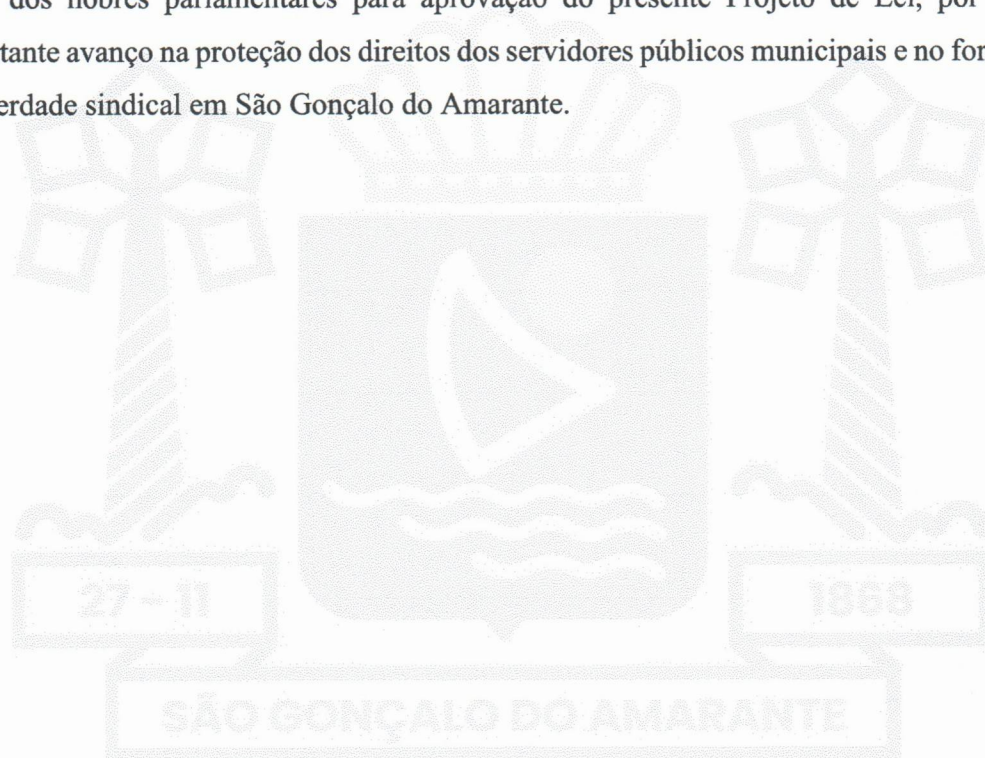 dos nobres parlamentares para aprovação do presente Projeto de Lei, por
tante avanço na proteção dos direitos dos servidores públicos municipais e no for
erdade sindical em São Gonçalo do Amarante.
27 - 11
1868
SÃO GONÇALO DO AMARANTE